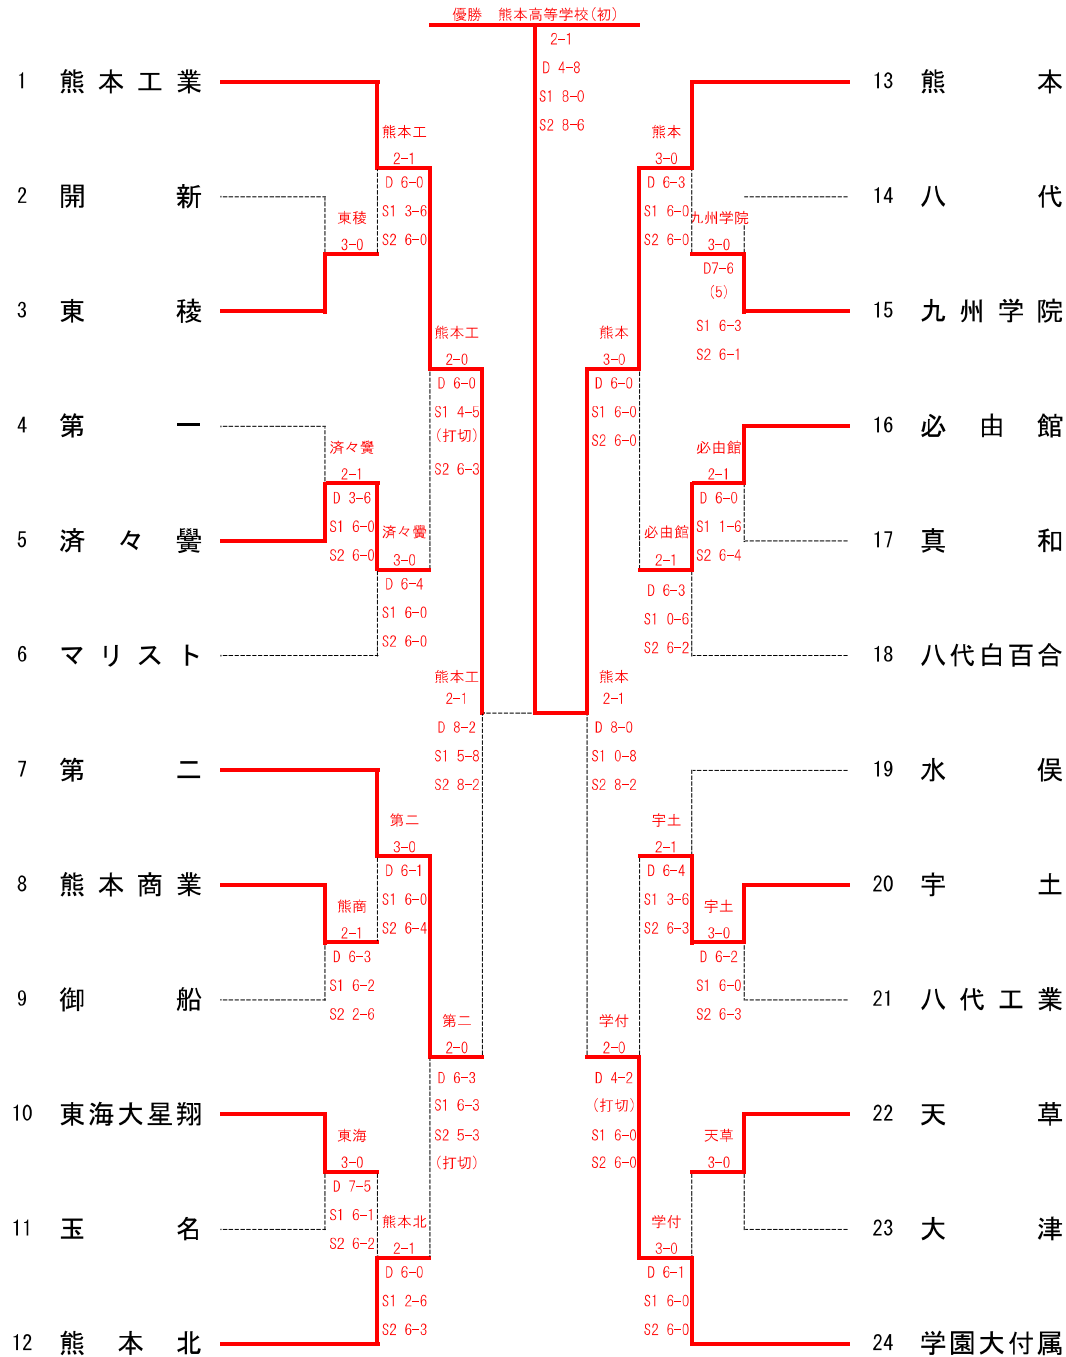 優勝　熊本高等学校(初)
2-1
D 4-8
S1 8-0
S2 8-6
1 熊本工業
2 開新
3 東稜
4 第一
5 済々黌
6 マリスト
7 第二
8 熊本商業
9 御船
10 東海大星翔
11 玉名
12 熊本北
東稜
3-0
熊本工
2-1
D 6-0
S1 3-6
S2 6-0
済々黌
2-1
D 3-6
S1 6-0
S2 6-0
済々黌
3-0
D 6-4
S1 6-0
S2 6-0
熊本工
2-0
D 6-0
S1 4-5
(打切)
S2 6-3
熊本工
2-1
D 8-2
S1 5-8
S2 8-2
第二
3-0
D 6-1
S1 6-0
S2 6-4
熊商
2-1
D 6-3
S1 6-2
S2 2-6
第二
2-0
D 6-3
S1 6-3
S2 5-3
(打切)
東海
3-0
D 7-5
S1 6-1
S2 6-2
熊本北
2-1
D 6-0
S1 2-6
S2 6-3
13 熊本
14 八代
15 九州学院
16 必由館
17 真和
18 八代白百合
19 水俣
20 宇土
21 八代工業
22 天草
23 大津
24 学園大付属
熊本
3-0
D 6-3
S1 6-0
S2 6-0
九州学院
3-0
D7-6
(5)
S1 6-3
S2 6-1
熊本
3-0
D 6-0
S1 6-0
S2 6-0
必由館
2-1
D 6-0
S1 1-6
S2 6-4
必由館
2-1
D 6-3
S1 0-6
S2 6-2
熊本
2-1
D 8-0
S1 0-8
S2 8-2
宇土
2-1
D 6-4
S1 3-6
S2 6-3
宇土
3-0
D 6-2
S1 6-0
S2 6-3
学付
2-0
D 4-2
(打切)
S1 6-0
S2 6-0
天草
3-0
学付
3-0
D 6-1
S1 6-0
S2 6-0